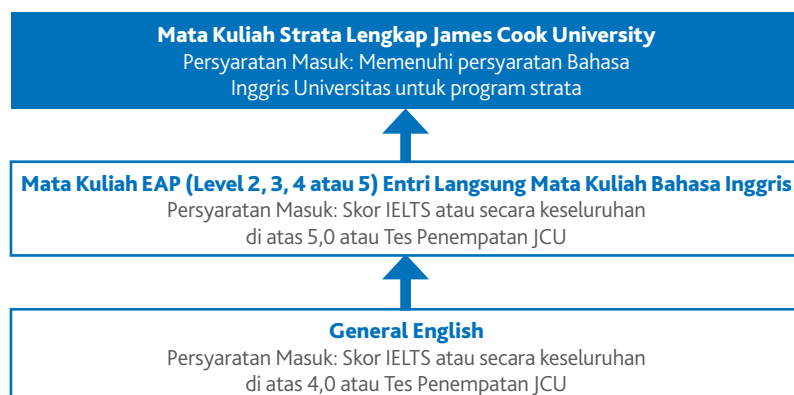 Mata Kuliah Strata Lengkap James Cook University
Persyaratan Masuk: Memenuhi persyaratan Bahasa
Inggris Universitas untuk program strata
Mata Kuliah EAP (Level 2, 3, 4 atau 5) Entri Langsung Mata Kuliah Bahasa Inggris
Persyaratan Masuk: Skor IELTS atau secara keseluruhan
di atas 5,0 atau Tes Penempatan JCU
General English
Persyaratan Masuk: Skor IELTS atau secara keseluruhan
di atas 4,0 atau Tes Penempatan JCU